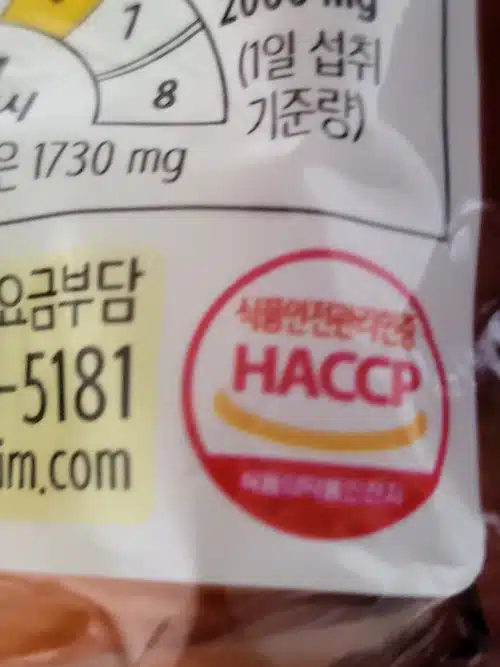 7
2000 mg
(1일 섭취
기준량)
8
은 1730 mg
요금부담
-5181
im.com
식품안전관리인증
HACCP
식품의약품안전처